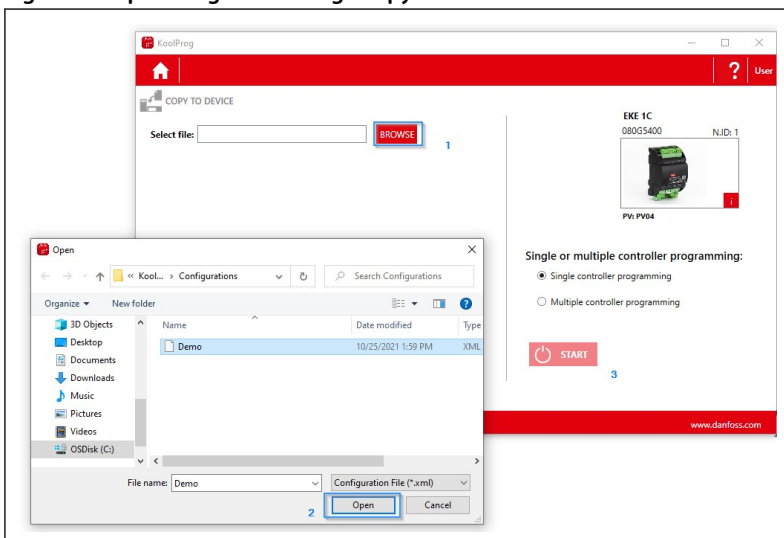 KoolProg
? User
COPY TO DEVICE
Select file: BROWSE 1
EKE 1C
080G5400 N.ID: 1
i
PV: PV04
Single or multiple controller programming:
Single controller programming
Multiple controller programming
START
3
www.danfoss.com
Open
« Kool... › Configurations
Search Configurations
Organize New folder ?
3D Objects
Desktop
Documents
Downloads
Music
Pictures
Videos
OSDisk (C:)
Name Date modified Type
Demo 10/25/2021 1:59 PM XML
File name: Demo Configuration File (*.xml)
2 Open Cancel